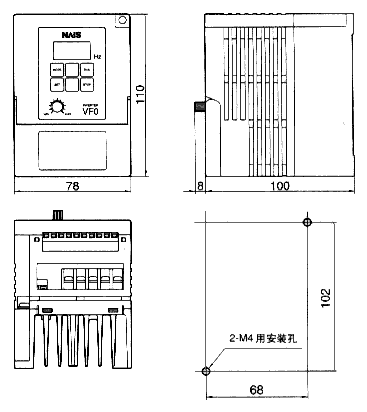 NAIS
Hz
MODE
RUN
SET
STOP
INVERTER
VF0
110
78
8
100
102
2-M4 用安装孔
68